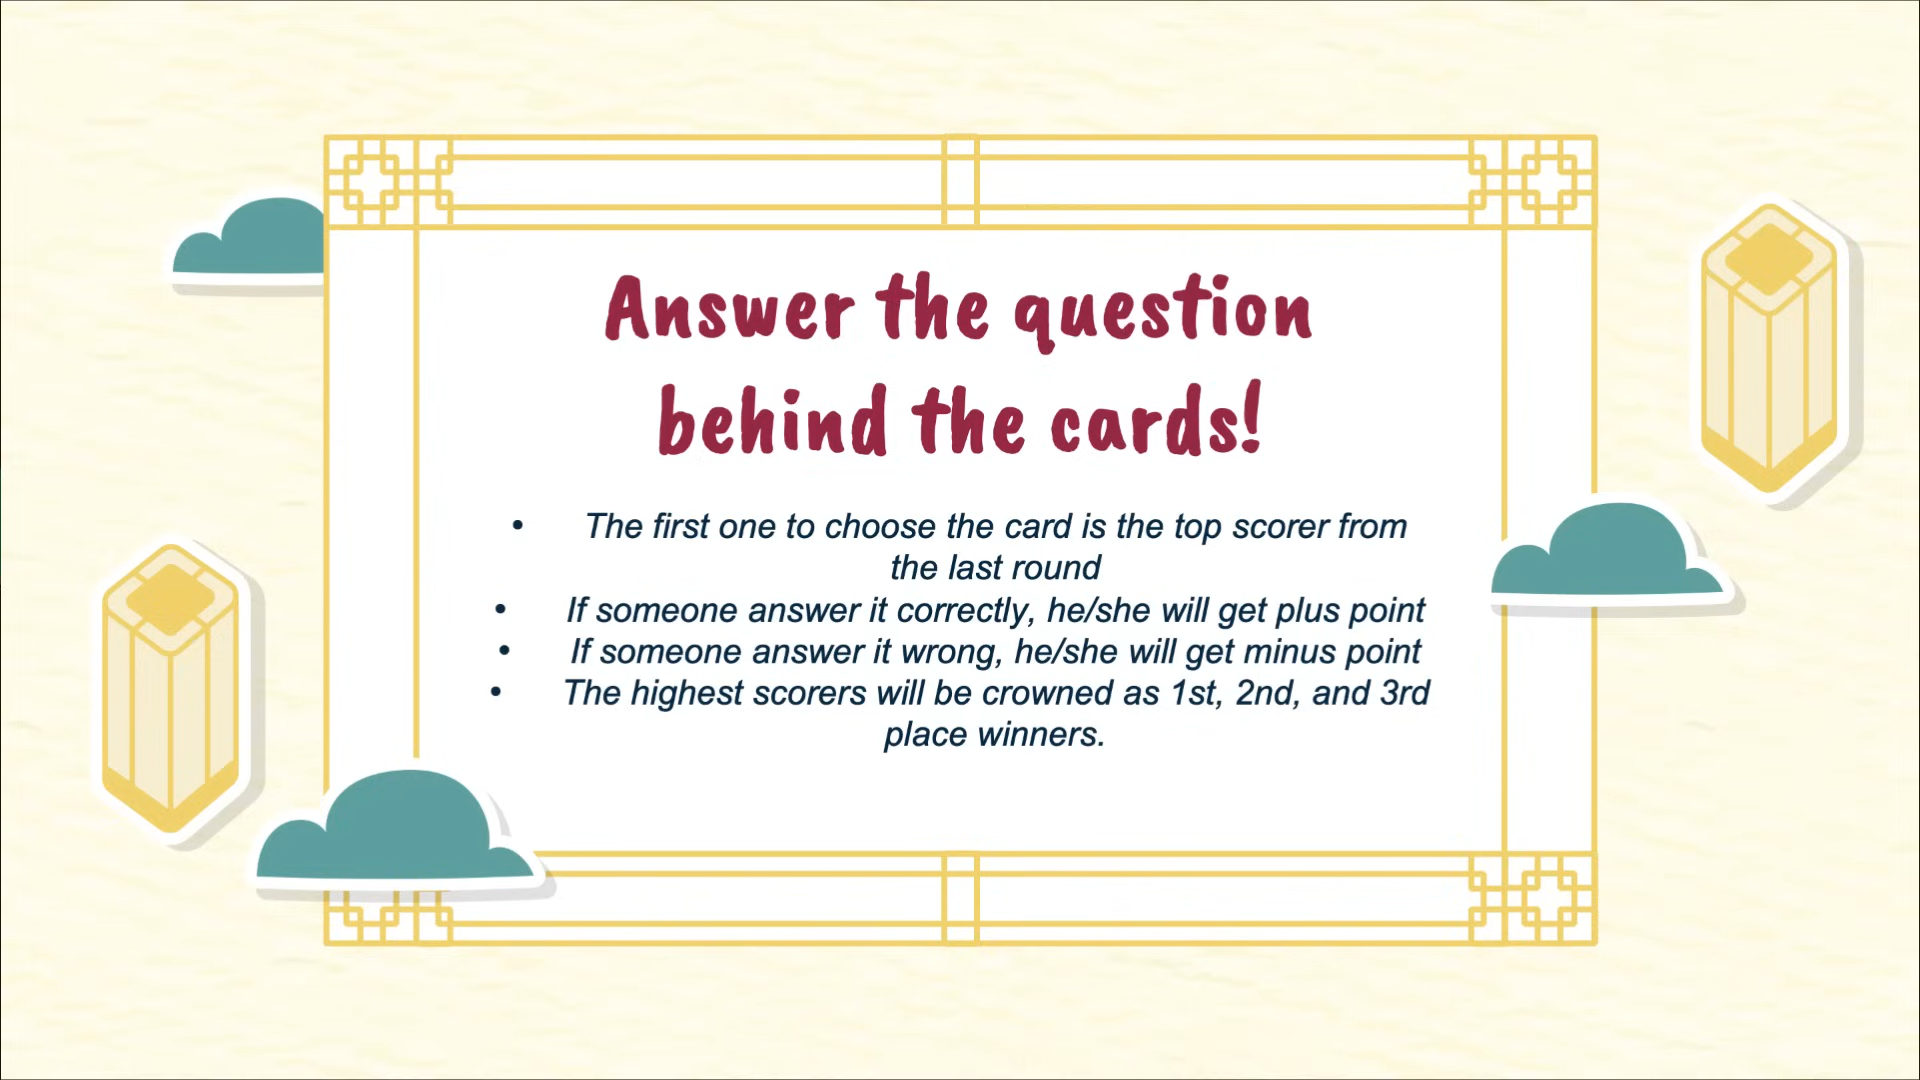 Answer the question
behind the cards!
• The first one to choose the card is the top scorer from
the last round
• If someone answer it correctly, he/she will get plus point
• If someone answer it wrong, he/she will get minus point
• The highest scorers will be crowned as 1st, 2nd, and 3rd
place winners.